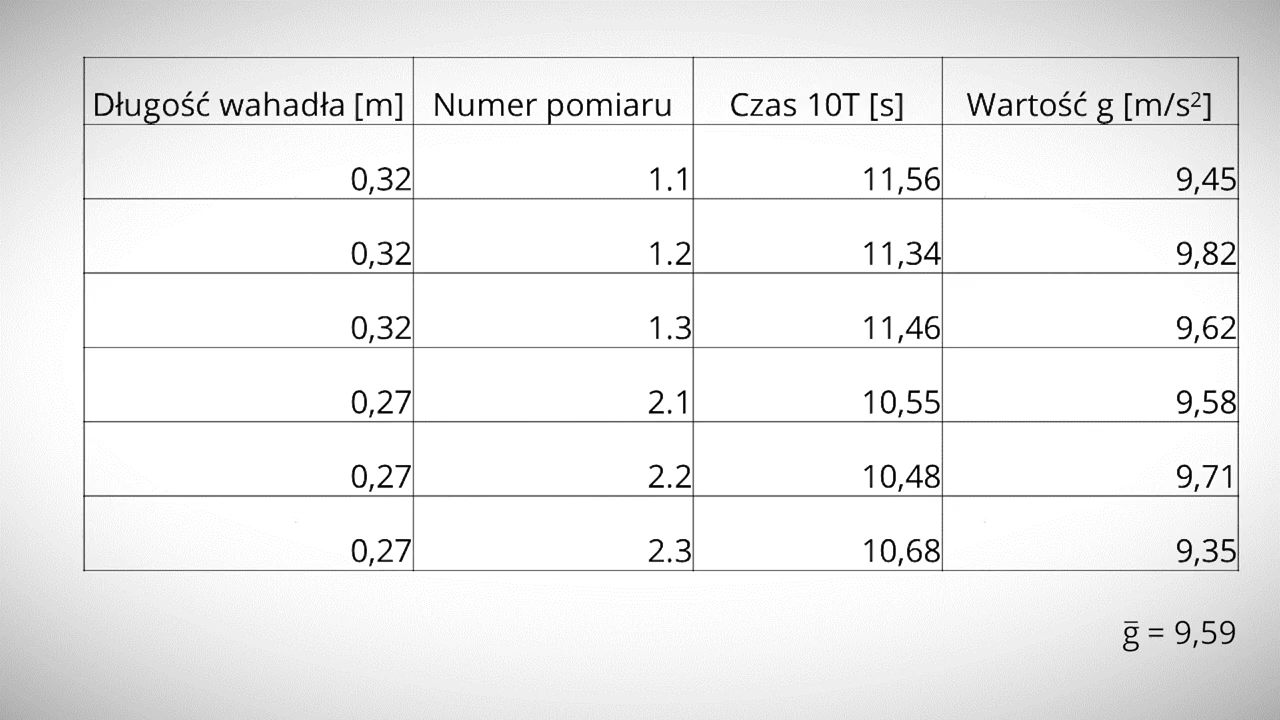 Długość wahadła [m] Numer pomiaru Czas 10T [s] Wartość g [m/s²]
0,32 1.1 11,56 9,45
0,32 1.2 11,34 9,82
0,32 1.3 11,46 9,62
0,27 2.1 10,55 9,58
0,27 2.2 10,48 9,71
0,27 2.3 10,68 9,35
g̅ = 9,59